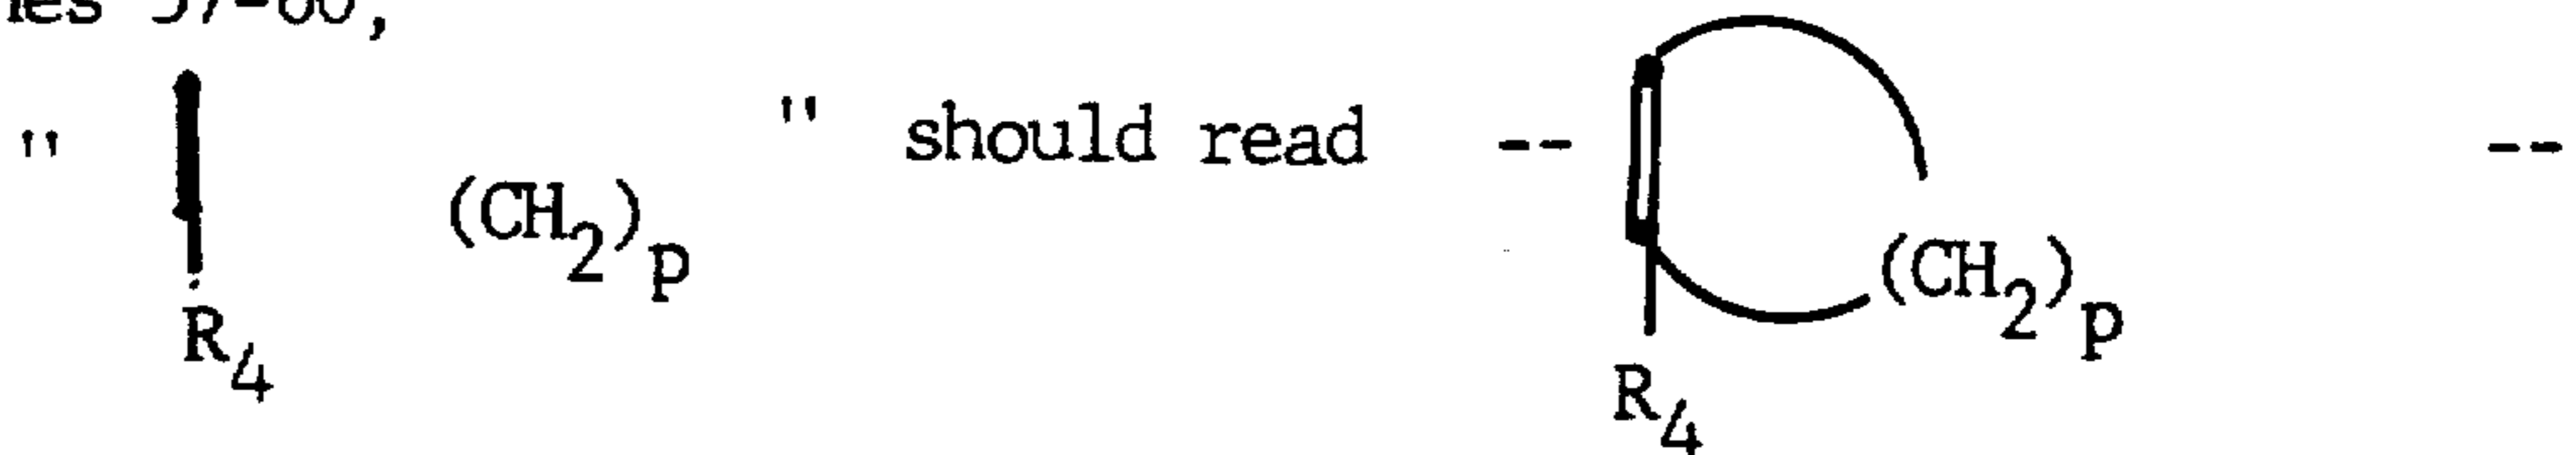 " (CH2)p " should read -- (CH2)p --
R4 R4